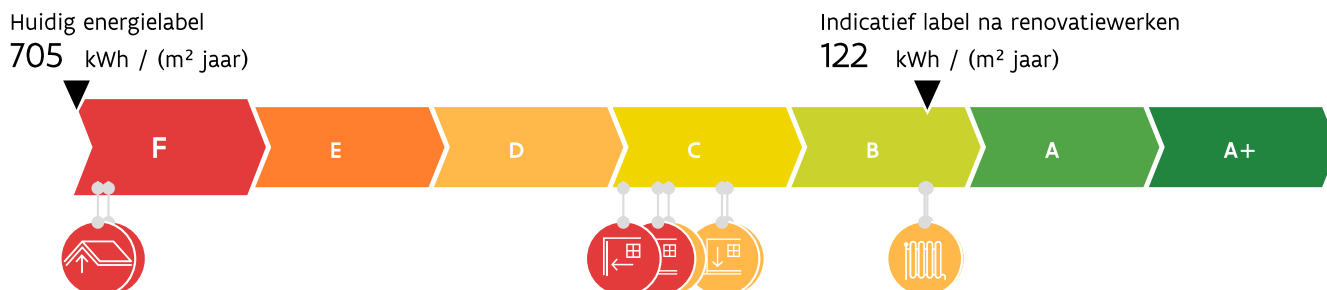 Huidig energielabel
705 kWh / (m² jaar)
Indicatief label na renovatiewerken
122 kWh / (m² jaar)
F E D C B A A+